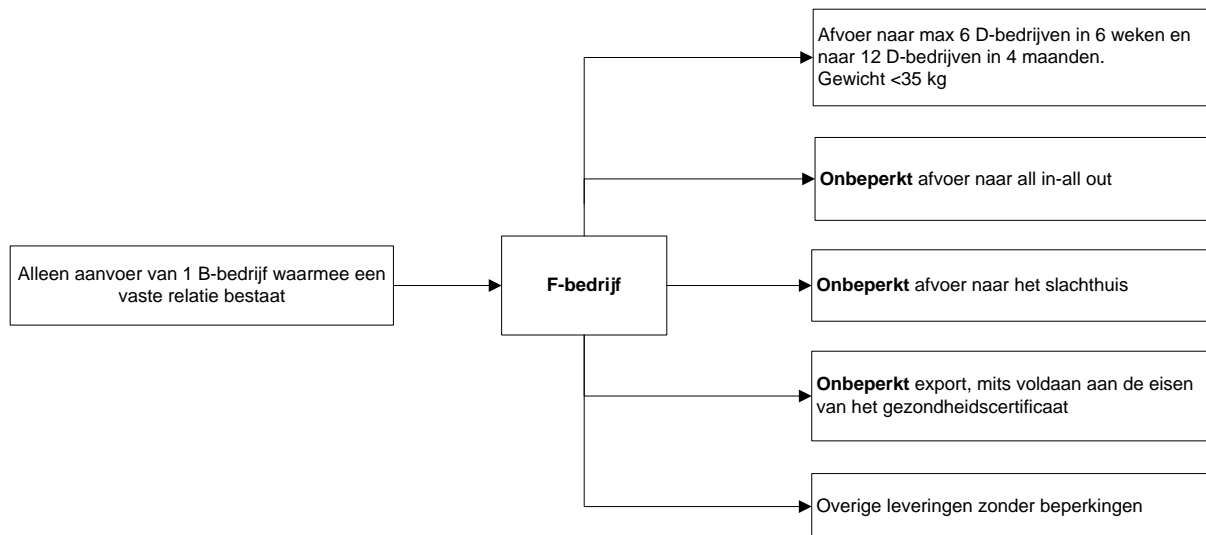 Afvoer naar max 6 D-bedrijven in 6 weken en
naar 12 D-bedrijven in 4 maanden.
Gewicht <35 kg
Onbeperkt afvoer naar all in-all out
Alleen aanvoer van 1 B-bedrijf waarmee een
vaste relatie bestaat
F-bedrijf
Onbeperkt afvoer naar het slachthuis
Onbeperkt export, mits voldaan aan de eisen
van het gezondheidscertificaat
Overige leveringen zonder beperkingen